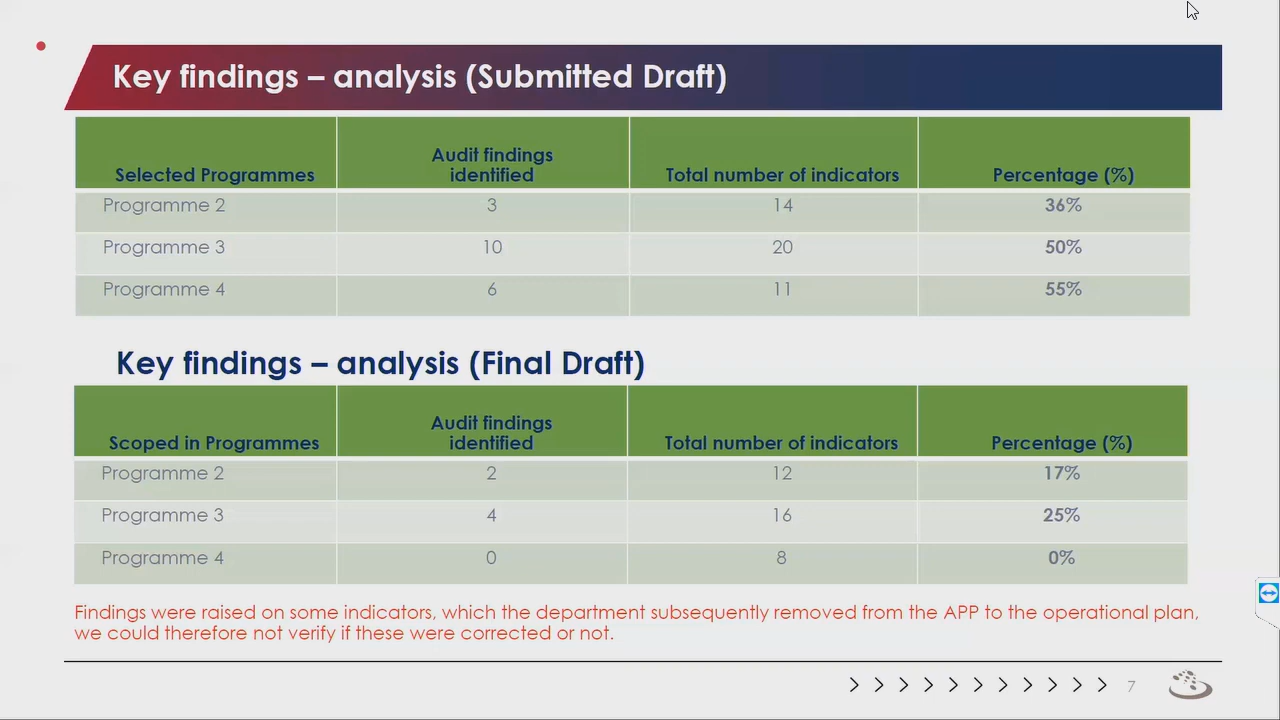 Key findings – analysis (Submitted Draft)
Selected Programmes Audit findings identified Total number of indicators Percentage (%)
Programme 2 3 14 36%
Programme 3 10 20 50%
Programme 4 6 11 55%
Key findings – analysis (Final Draft)
Scoped in Programmes Audit findings identified Total number of indicators Percentage (%)
Programme 2 2 12 17%
Programme 3 4 16 25%
Programme 4 0 8 0%
Findings were raised on some indicators, which the department subsequently removed from the APP to the operational plan,
we could therefore not verify if these were corrected or not.
7